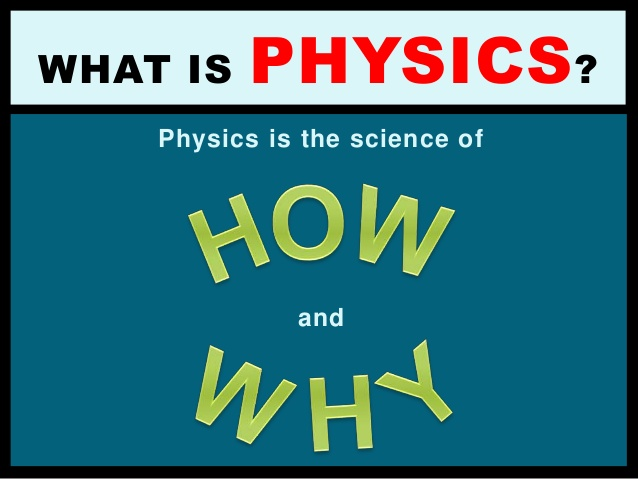 WHAT IS PHYSICS?
Physics is the science of
HOW
and
WHY